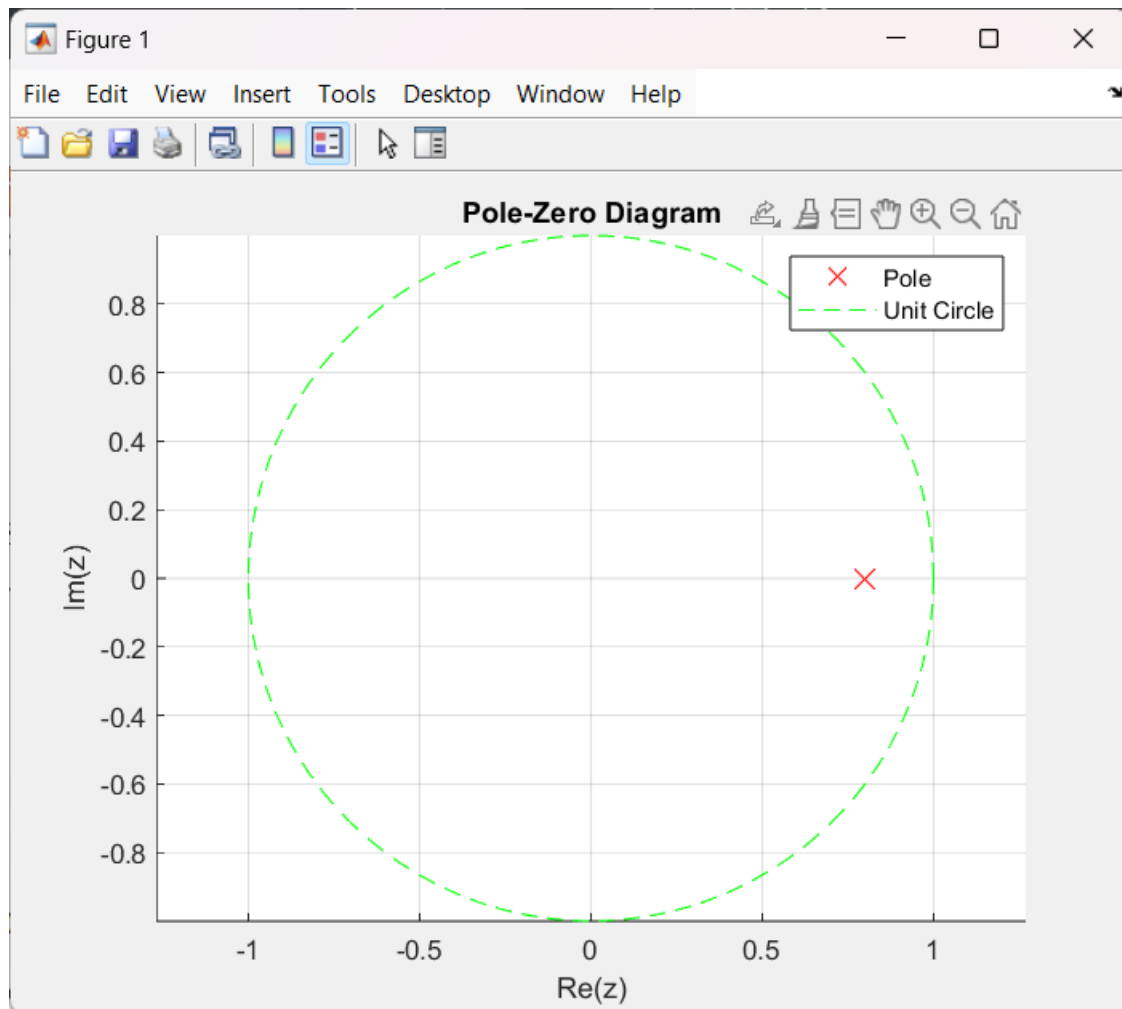 Figure 1
File Edit View Insert Tools Desktop Window Help
Pole-Zero Diagram
Pole
Unit Circle
0.8
0.6
0.4
0.2
0
-0.2
-0.4
-0.6
-0.8
Im(z)
-1 -0.5 0 0.5 1
Re(z)